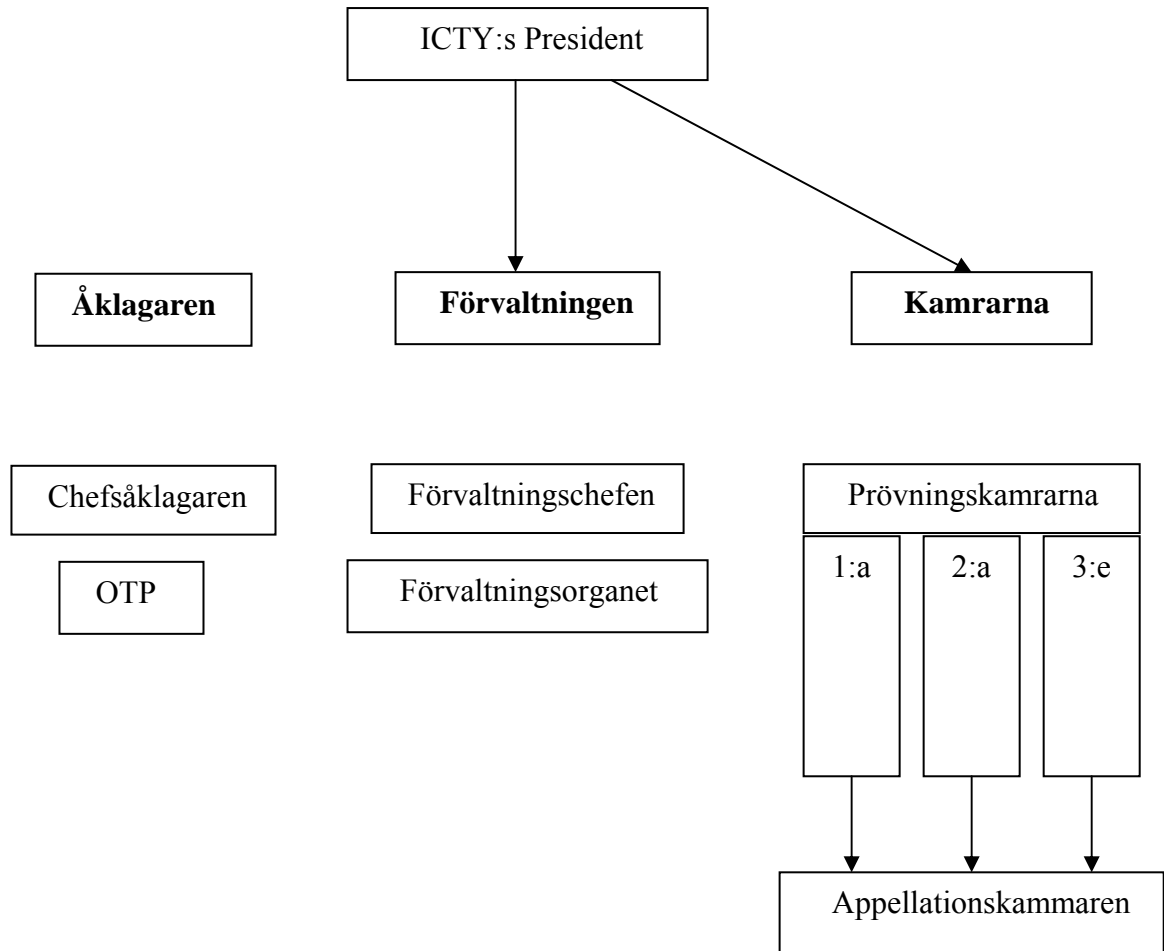 ICTY:s President
Åklagaren
Förvaltningen
Kamrarna
Chefsåklagaren
Förvaltningschefen
Prövningskamrarna
OTP
Förvaltningsorganet
1:a
2:a
3:e
Appellationskammaren